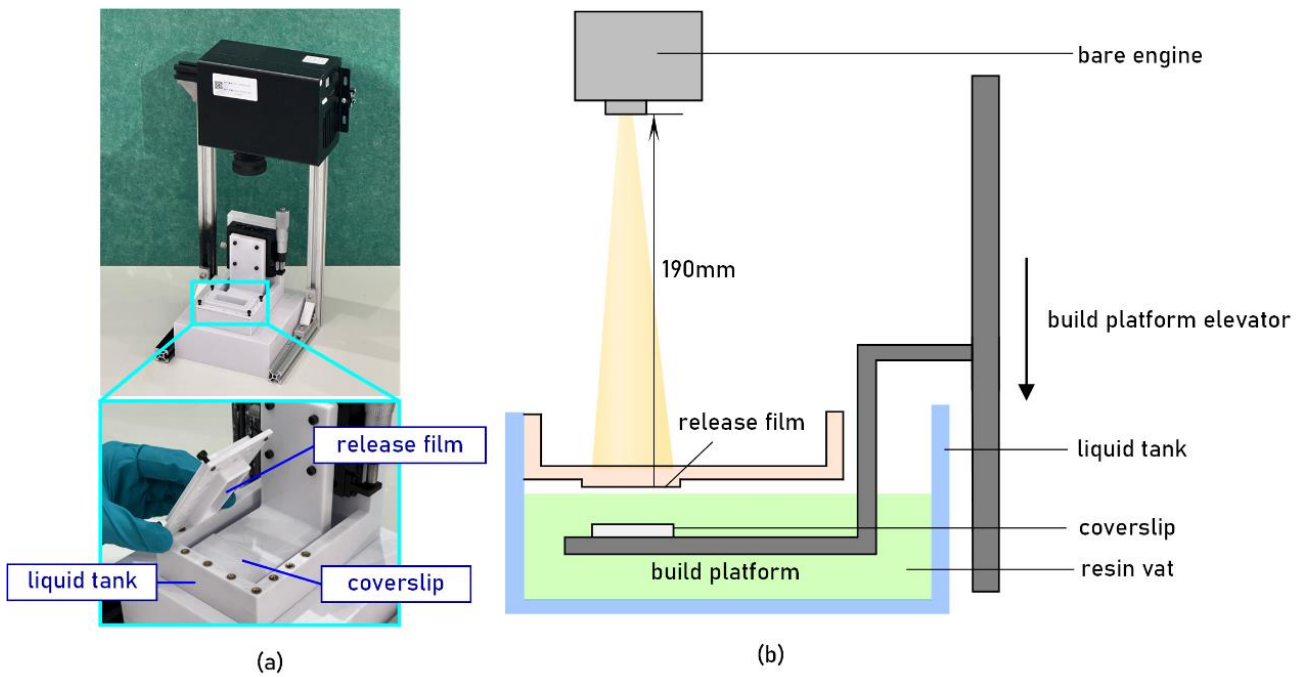 release film
liquid tank
coverslip
(a)
bare engine
190mm
build platform elevator
release film
liquid tank
coverslip
build platform
resin vat
(b)